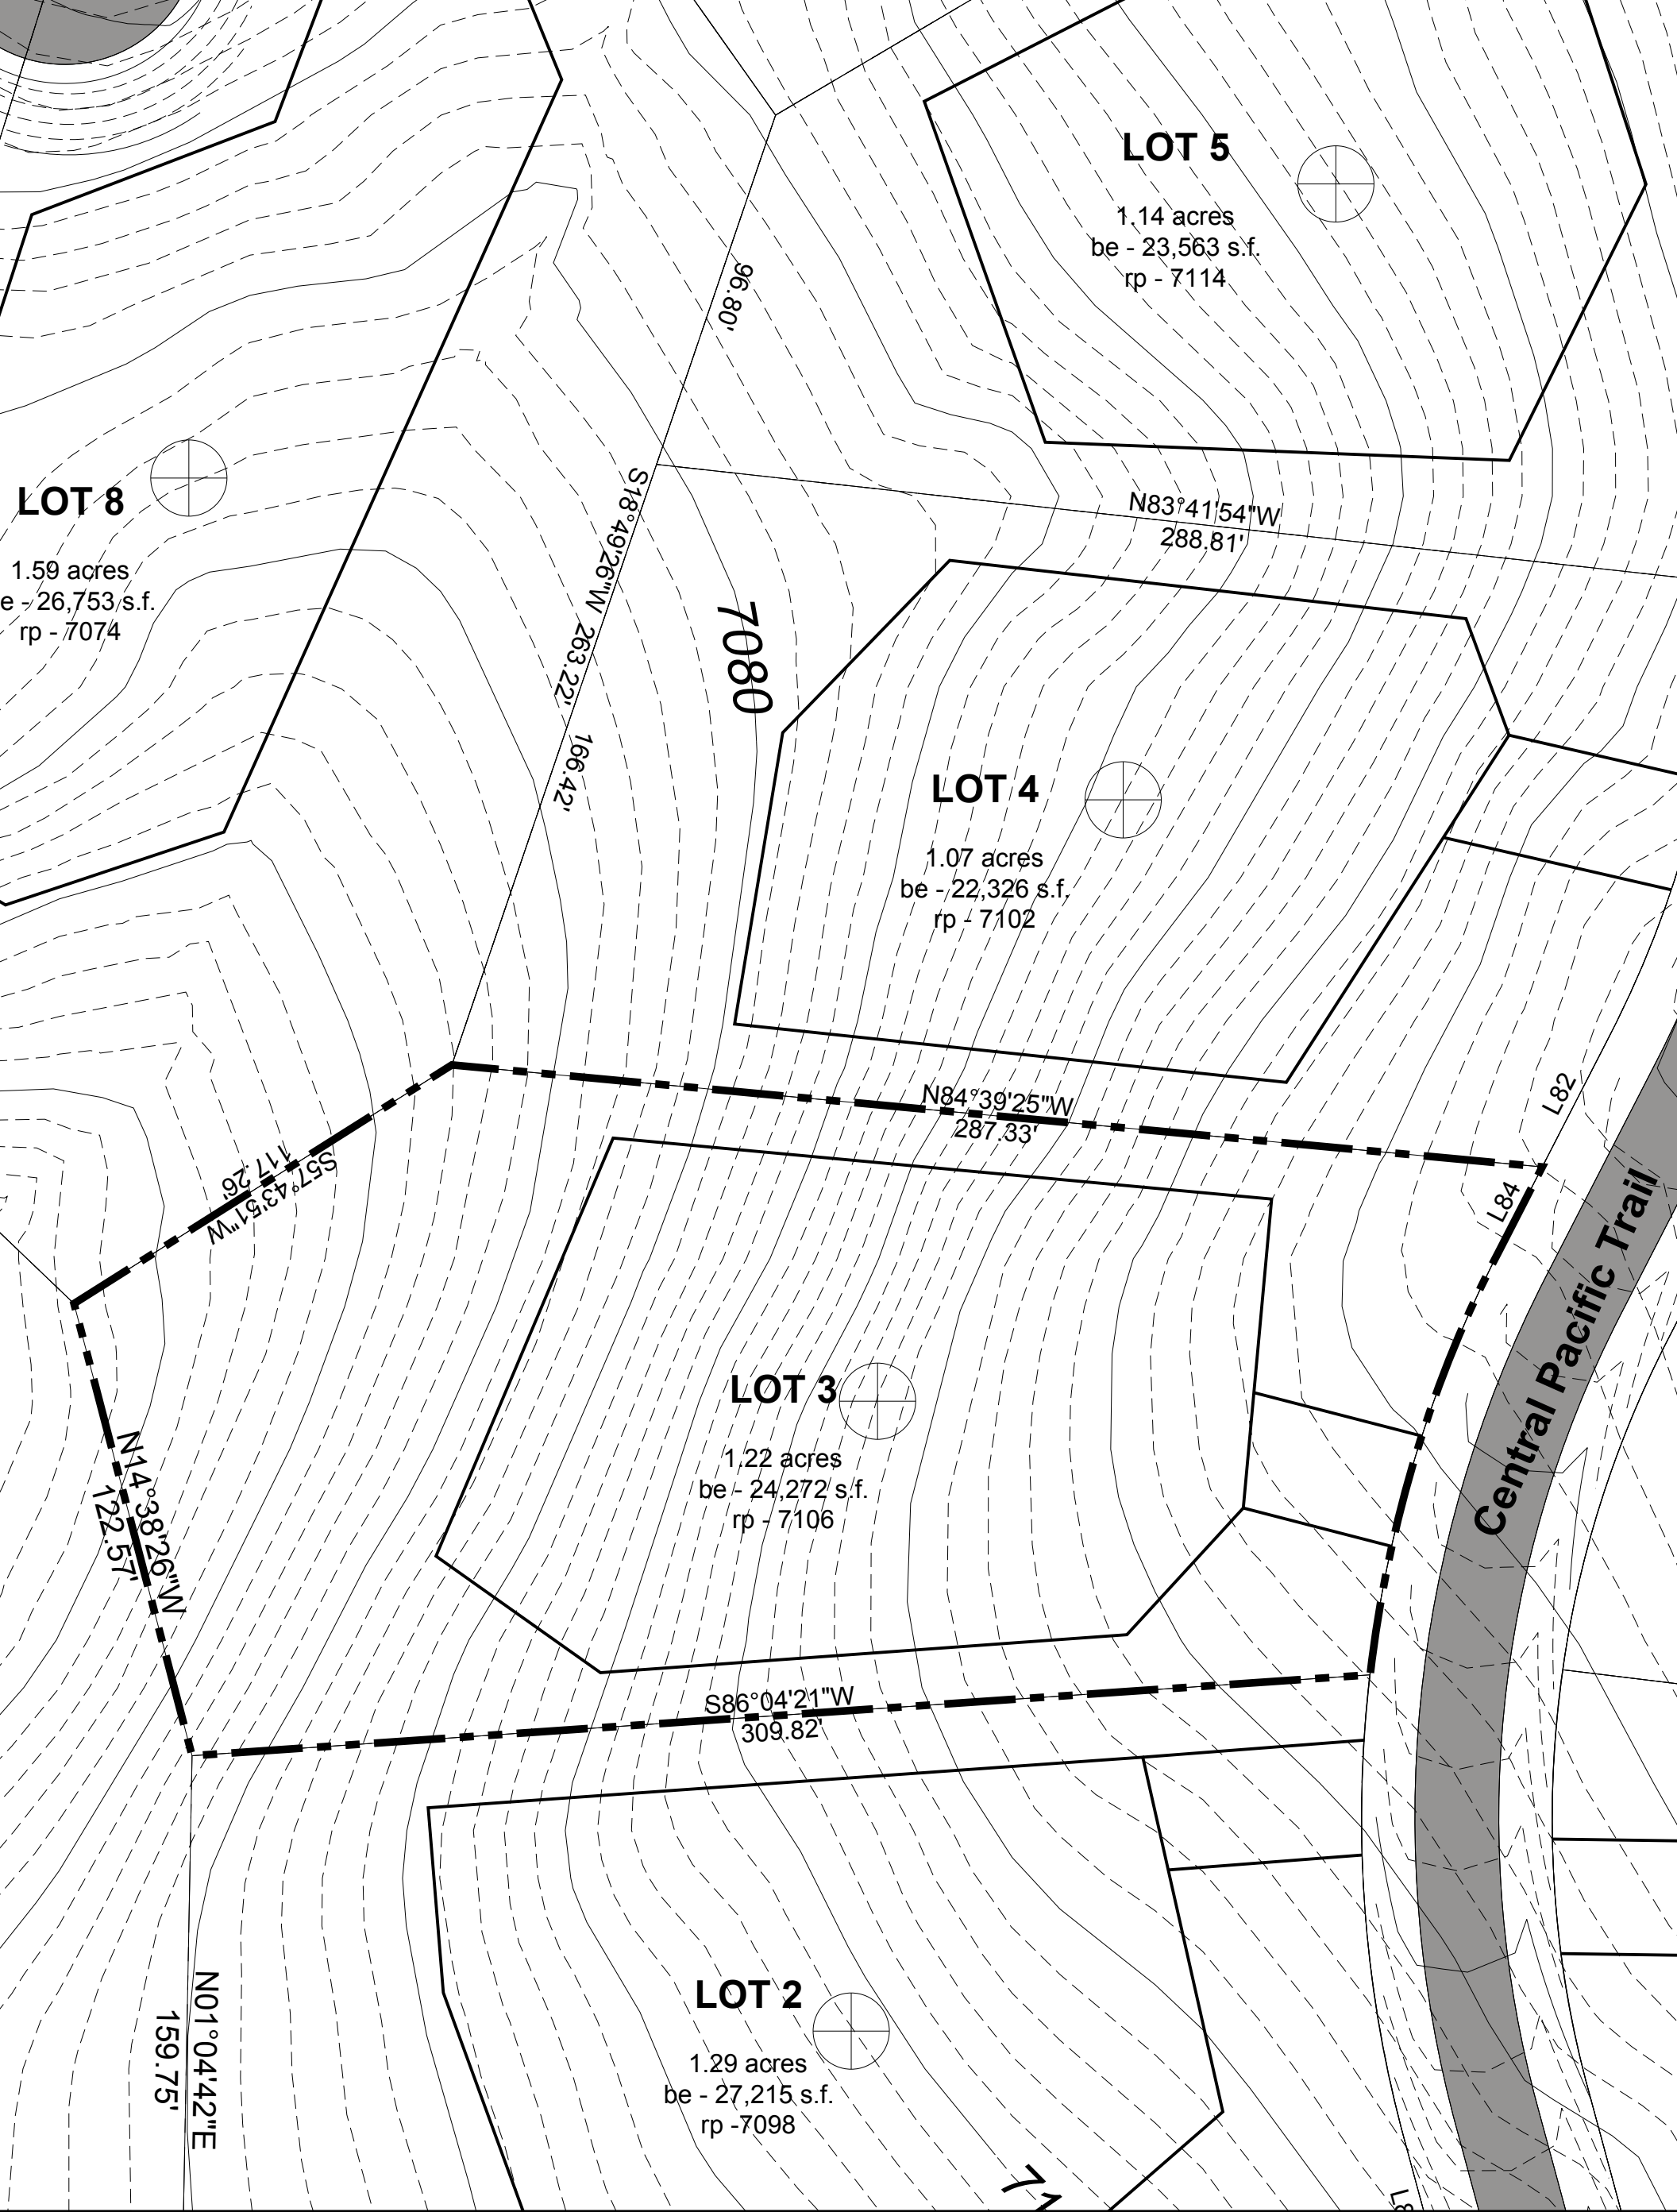 LOT 5
1.14 acres
be - 23,563 s.f.
rp - 7114
96.80'
LOT 8
1.59 acres
e - 26,753 s.f.
rp - 7074
S18°49'26"W 263.22'
166.42'
N83°41'54"W
288.81'
7080
LOT 4
1.07 acres
be - 22,326 s.f.
rp - 7102
N84°39'25"W
287.33'
L82
L84
S57°43'51"W
117.26'
Central Pacific Trail
LOT 3
1.22 acres
be - 24,272 s.f.
rp - 7106
N14°38'26"W
122.57'
S86°04'21"W
309.82'
N01°04'42"E
159.75'
LOT 2
1.29 acres
be - 27,215 s.f.
rp -7098
71